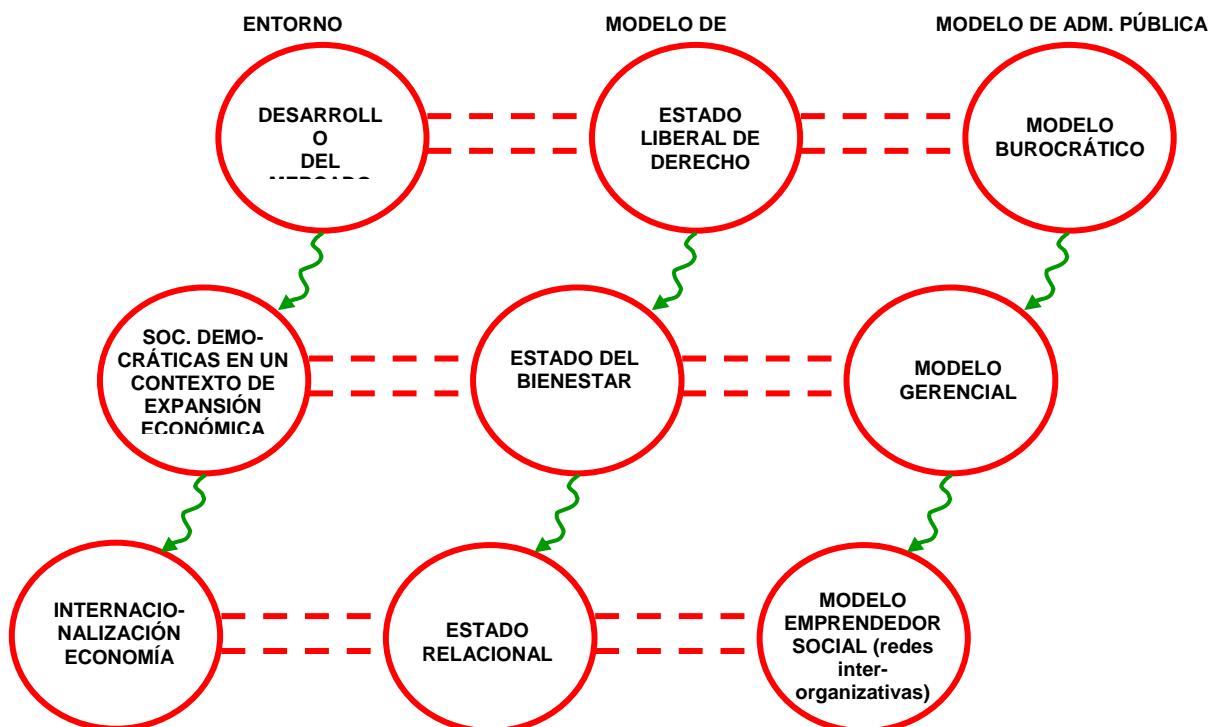 ENTORNO
MODELO DE
MODELO DE ADM. PÚBLICA
DESARROLL
O
DEL
MERCADO
ESTADO
LIBERAL DE
DERECHO
MODELO
BUROCRÁTICO
SOC. DEMO-
CRÁTICAS EN UN
CONTEXTO DE
EXPANSIÓN
ECONÓMICA
ESTADO DEL
BIENESTAR
MODELO
GERENCIAL
INTERNACIO-
NALIZACIÓN
ECONOMÍA
ESTADO
RELACIONAL
MODELO
EMPRENDEDOR
SOCIAL (redes
inter-
organizativas)